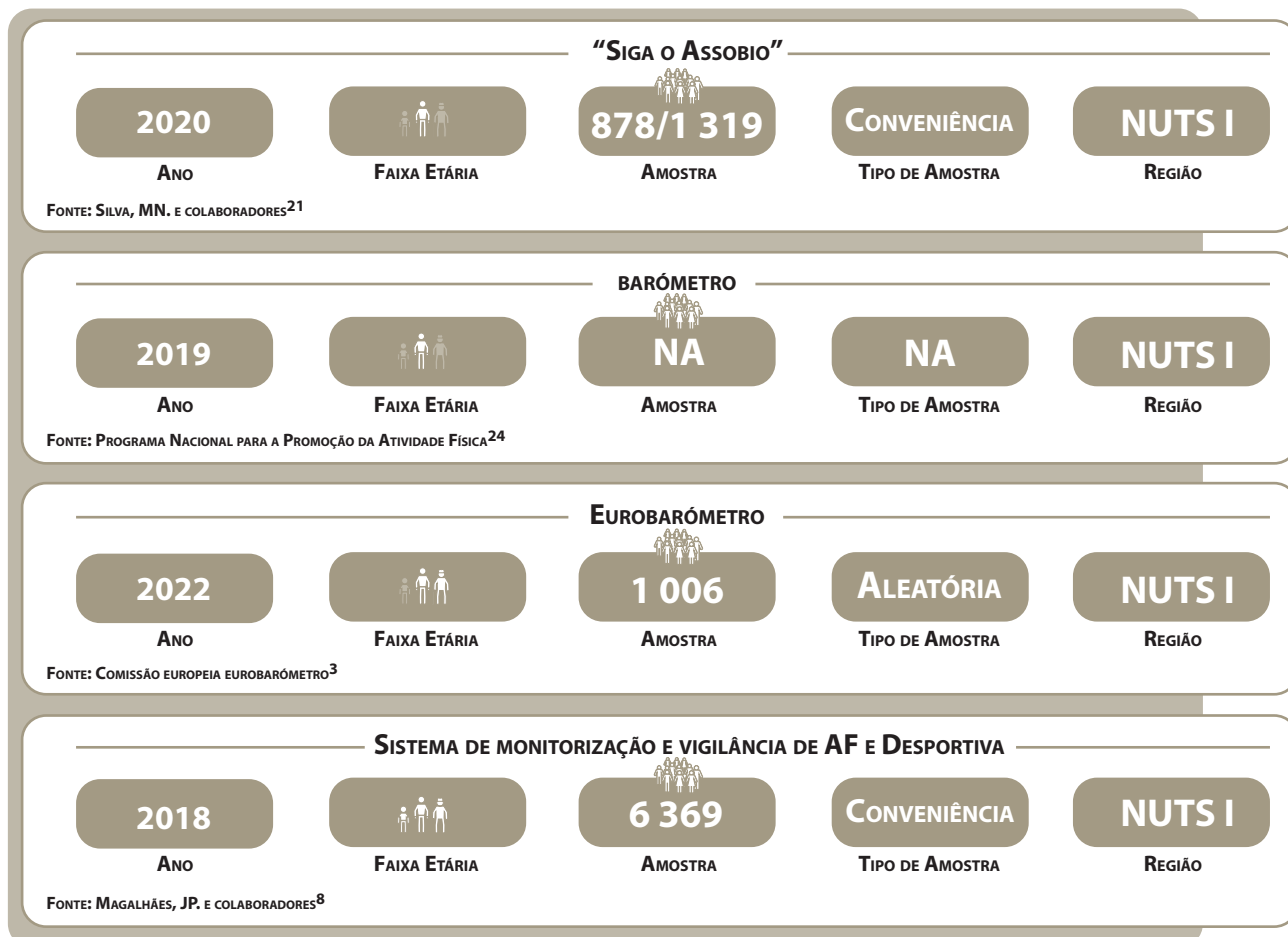 “Siga o Assobio”
2020 878/1 319 Conveniência NUTS I
Ano Faixa Etária Amostra Tipo de Amostra Região
Fonte: Silva, MN. e colaboradores21
BARÓMETRO
2019 NA NA NUTS I
Ano Faixa Etária Amostra Tipo de Amostra Região
Fonte: Programa Nacional para a Promoção da Atividade Física24
Eurobarómetro
2022 1 006 Aleatória NUTS I
Ano Faixa Etária Amostra Tipo de Amostra Região
Fonte: Comissão europeia eurobarómetro3
Sistema de monitorização e vigilância de AF e Desportiva
2018 6 369 Conveniência NUTS I
Ano Faixa Etária Amostra Tipo de Amostra Região
Fonte: Magalhães, JP. e colaboradores8